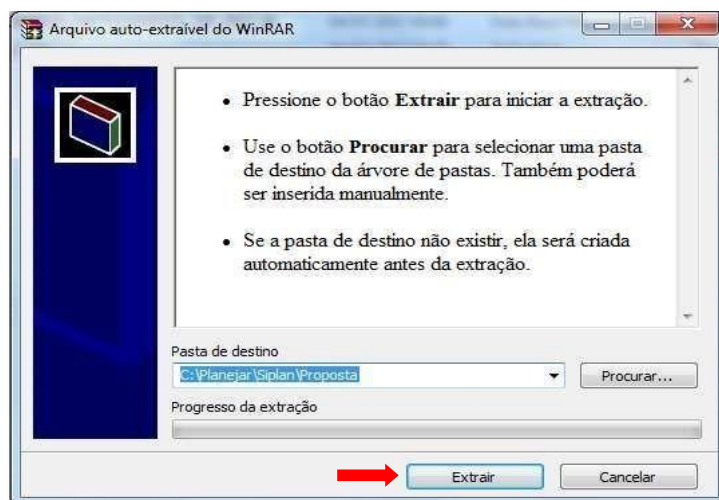 Arquivo auto-extraível do WinRAR
• Pressione o botão Extrair para iniciar a extração.
• Use o botão Procurar para selecionar uma pasta
de destino da árvore de pastas. Também poderá
ser inserida manualmente.
• Se a pasta de destino não existir, ela será criada
automaticamente antes da extração.
Pasta de destino
C:\Planejar\Siplan\Proposta
Procurar...
Progresso da extração
Extrair
Cancelar